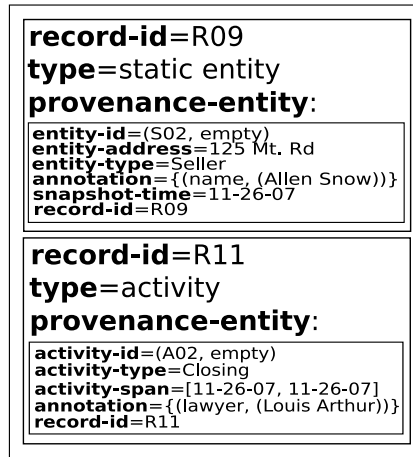 record-id=R09
type=static entity
provenance-entity:
entity-id=(S02, empty)
entity-address=125 Mt. Rd
entity-type=Seller
annotation={(name, (Allen Snow))}
snapshot-time=11-26-07
record-id=R09
record-id=R11
type=activity
provenance-entity:
activity-id=(A02, empty)
activity-type=Closing
activity-span=[11-26-07, 11-26-07]
annotation={(lawyer, (Louis Arthur))}
record-id=R11